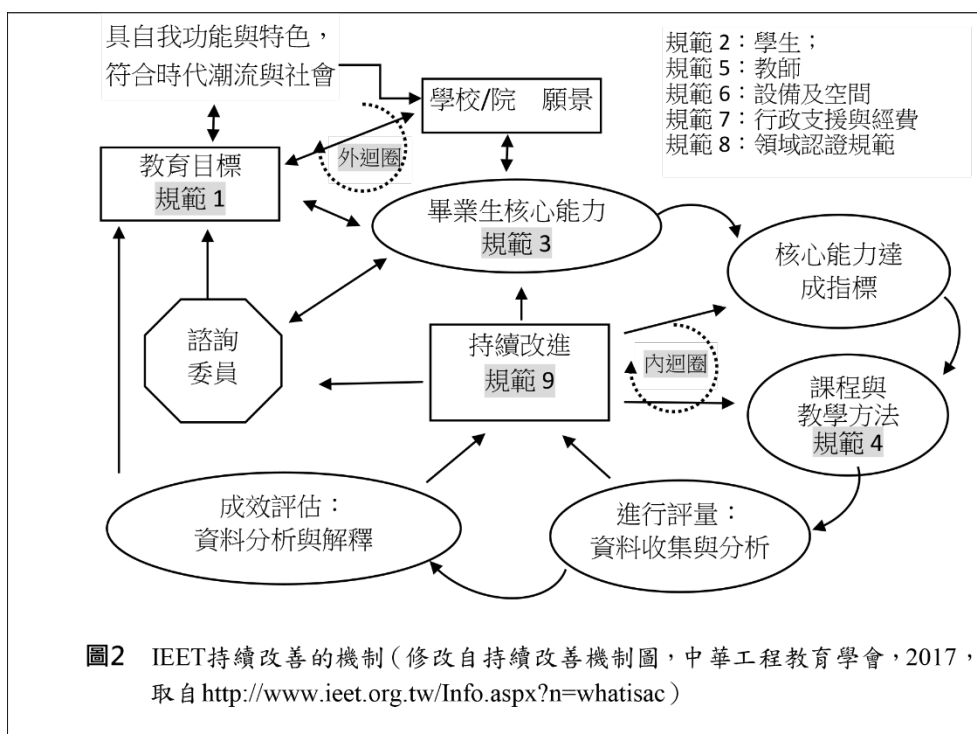 具自我功能與特色，
符合時代潮流與社會
規範 2：學生；
規範 5：教師
規範 6：設備及空間
規範 7：行政支援與經費
規範 8：領域認證規範
學校/院 願景
外迴圈
教育目標
規範 1
畢業生核心能力
規範 3
核心能力達
成指標
諮詢
委員
持續改進
規範 9
內迴圈
課程與
教學方法
規範 4
成效評估：
資料分析與解釋
進行評量：
資料收集與分析
圖2 IEET持續改善的機制（修改自持續改善機制圖，中華工程教育學會，2017，
取自http://www.ieet.org.tw/Info.aspx?n=whatisac）